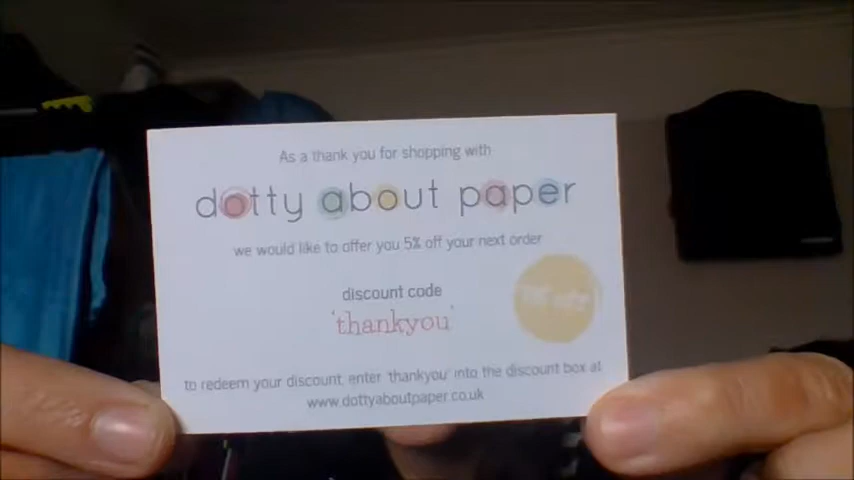 As a thank you for shopping with
dotty about paper
we would like to offer you 5% off your next order
discount code
'thankyou'
to redeem your discount, enter 'thankyou' into the discount box at
www.dottyaboutpaper.co.uk